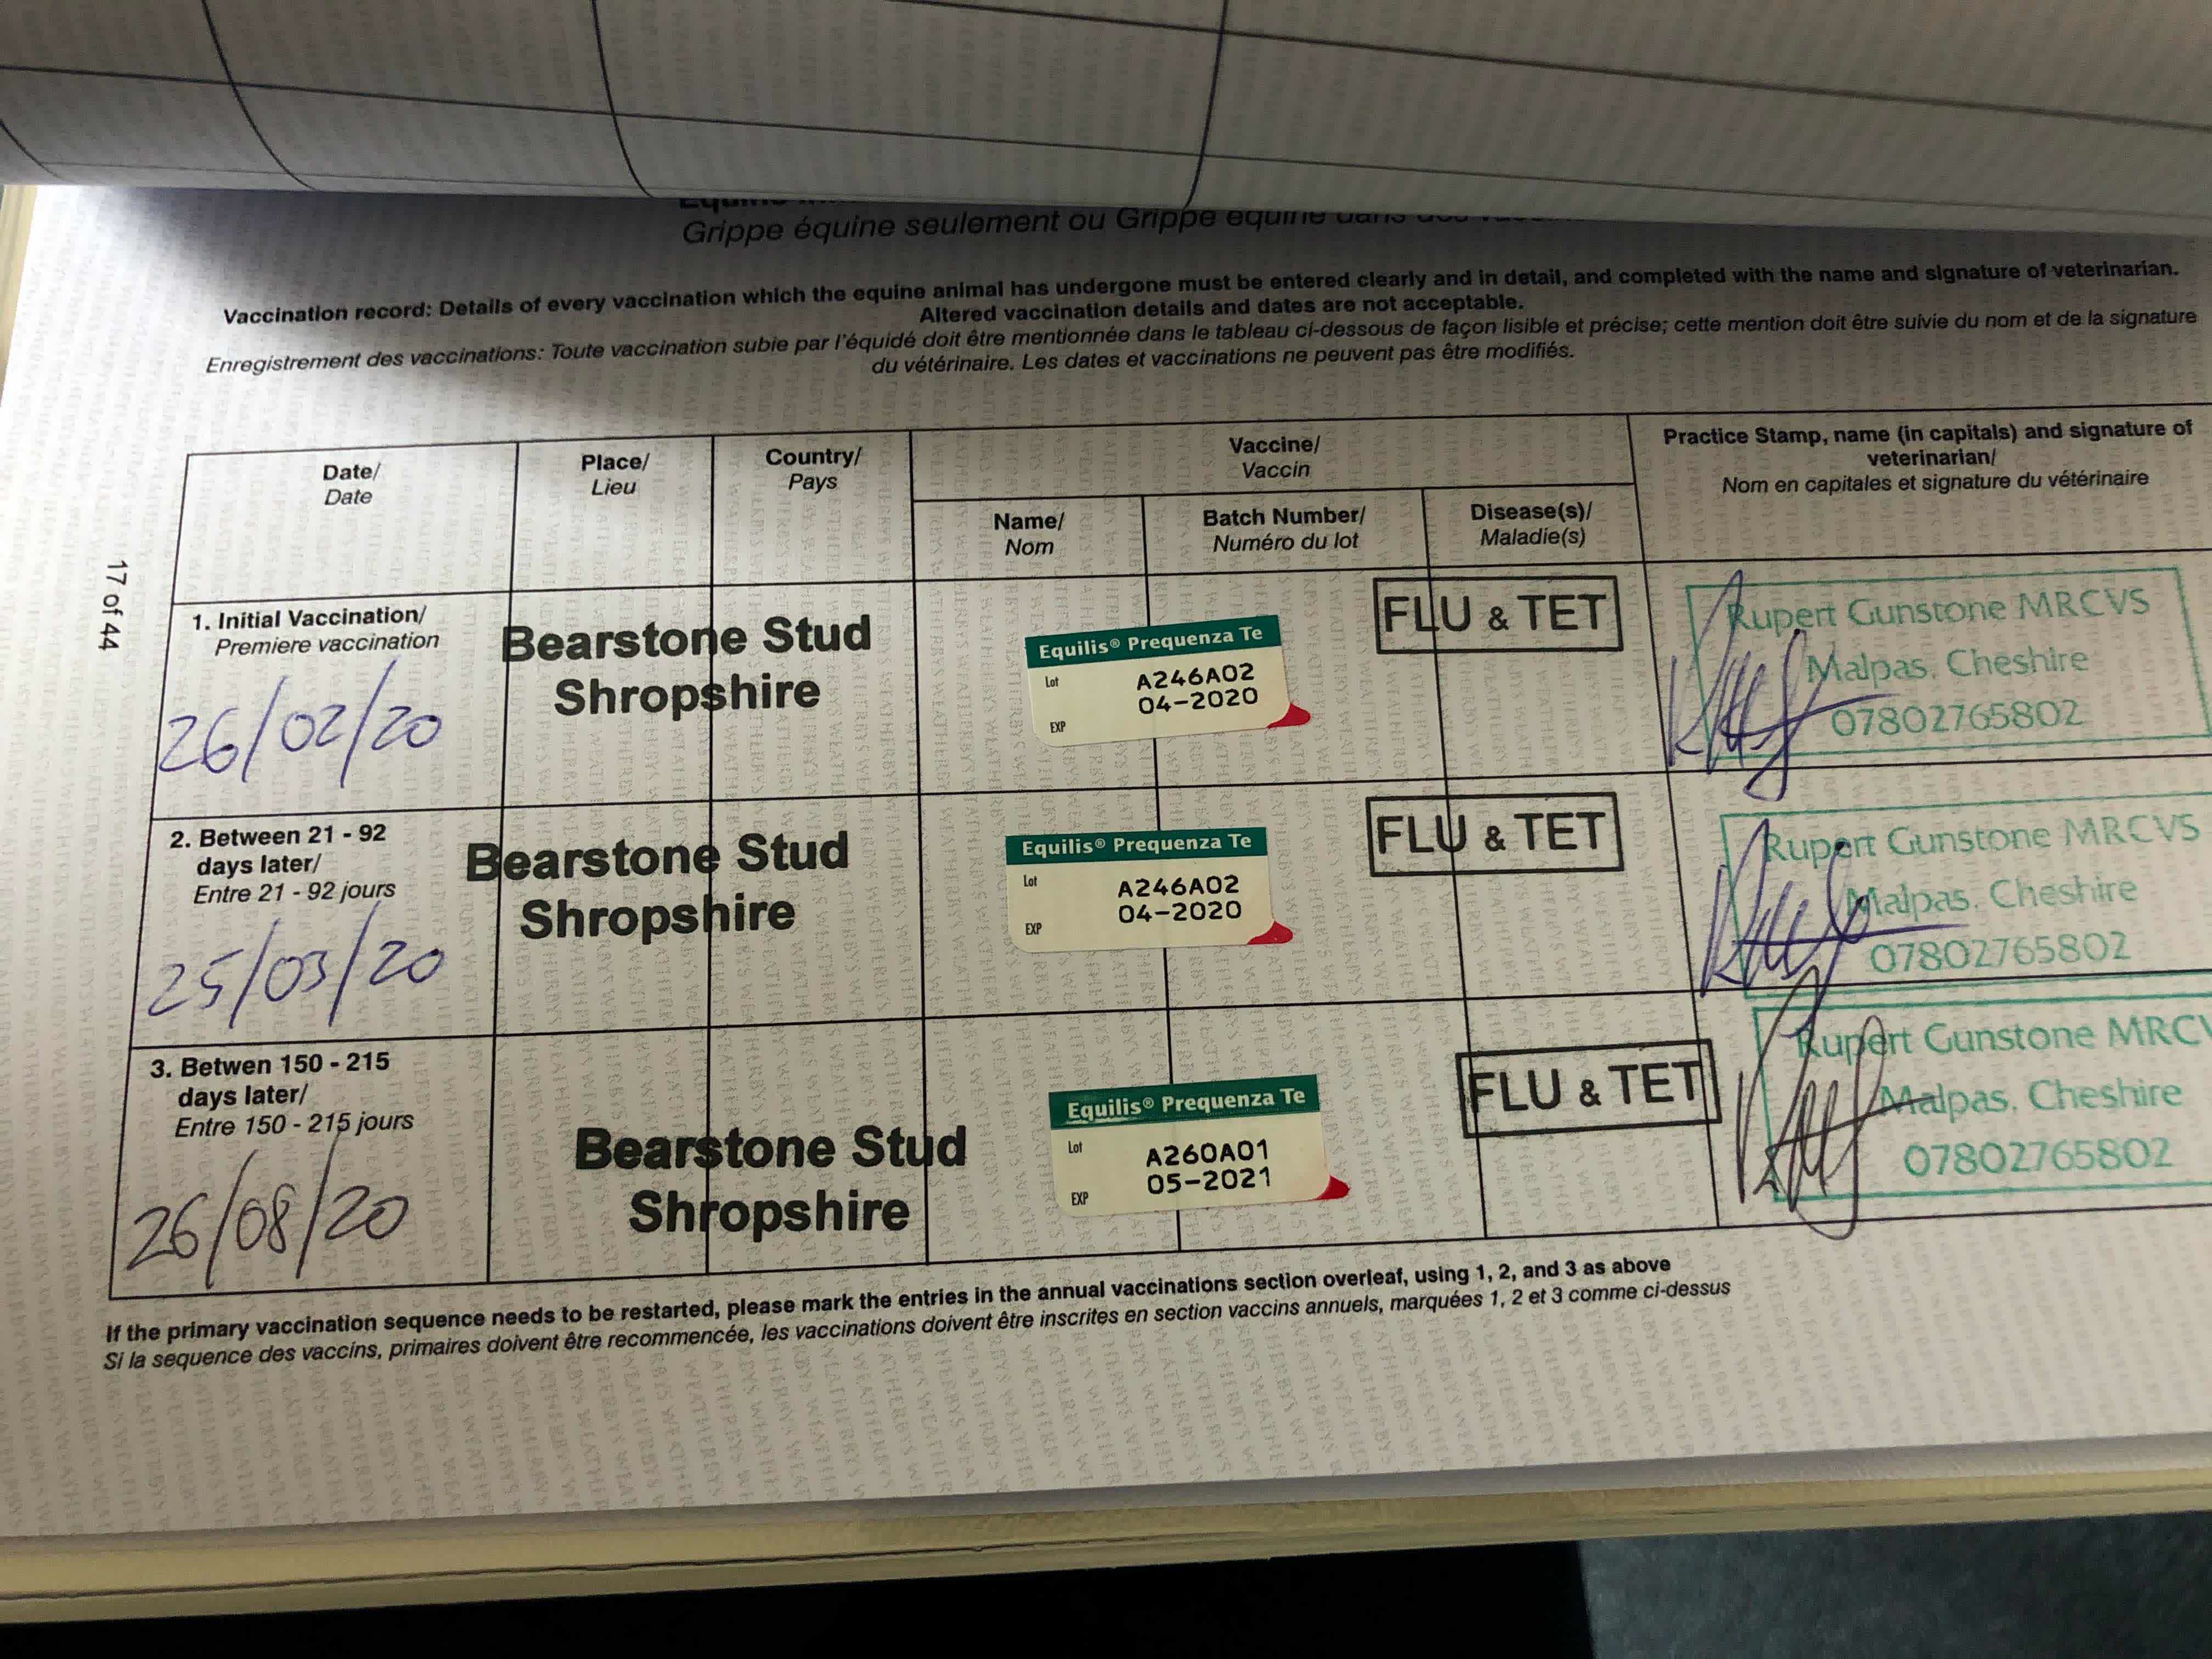 Grippe équine seulement ou Grippe équine dans des
Vaccination record: Details of every vaccination which the equine animal has undergone must be entered clearly and in detail, and completed with the name and signature of veterinarian.
Altered vaccination details and dates are not acceptable.
Enregistrement des vaccinations: Toute vaccination subie par l'équidé doit être mentionnée dans le tableau ci-dessous de façon lisible et précise; cette mention doit être suivie du nom et de la signature
du vétérinaire. Les dates et vaccinations ne peuvent pas être modifiés.
Date/
Date
Place/
Lieu
Country/
Pays
Vaccine/
Vaccin
Name/
Nom
Batch Number/
Numéro du lot
Disease(s)/
Maladie(s)
Practice Stamp, name (in capitals) and signature of
veterinarian/
Nom en capitales et signature du vétérinaire
17 of 44
1. Initial Vaccination/
Premiere vaccination
26/02/20
Bearstone Stud
Shropshire
Equilis® Prequenza Te
Lot A246A02
04-2020
EXP
FLU & TET
Rupert Gunstone MRCVS
Malpas, Cheshire
07802765802
2. Between 21 - 92
days later/
Entre 21 - 92 jours
25/03/20
Bearstone Stud
Shropshire
Equilis® Prequenza Te
Lot A246A02
04-2020
EXP
FLU & TET
Rupert Gunstone MRCVS
Malpas, Cheshire
07802765802
3. Betwen 150 - 215
days later/
Entre 150 - 215 jours
26/08/20
Bearstone Stud
Shropshire
Equilis® Prequenza Te
Lot A260A01
05-2021
EXP
FLU & TET
Rupert Gunstone MRCV
Malpas, Cheshire
07802765802
If the primary vaccination sequence needs to be restarted, please mark the entries in the annual vaccinations section overleaf, using 1, 2, and 3 as above
Si la sequence des vaccins, primaires doivent être recommencée, les vaccinations doivent être inscrites en section vaccins annuels, marquées 1, 2 et 3 comme ci-dessus